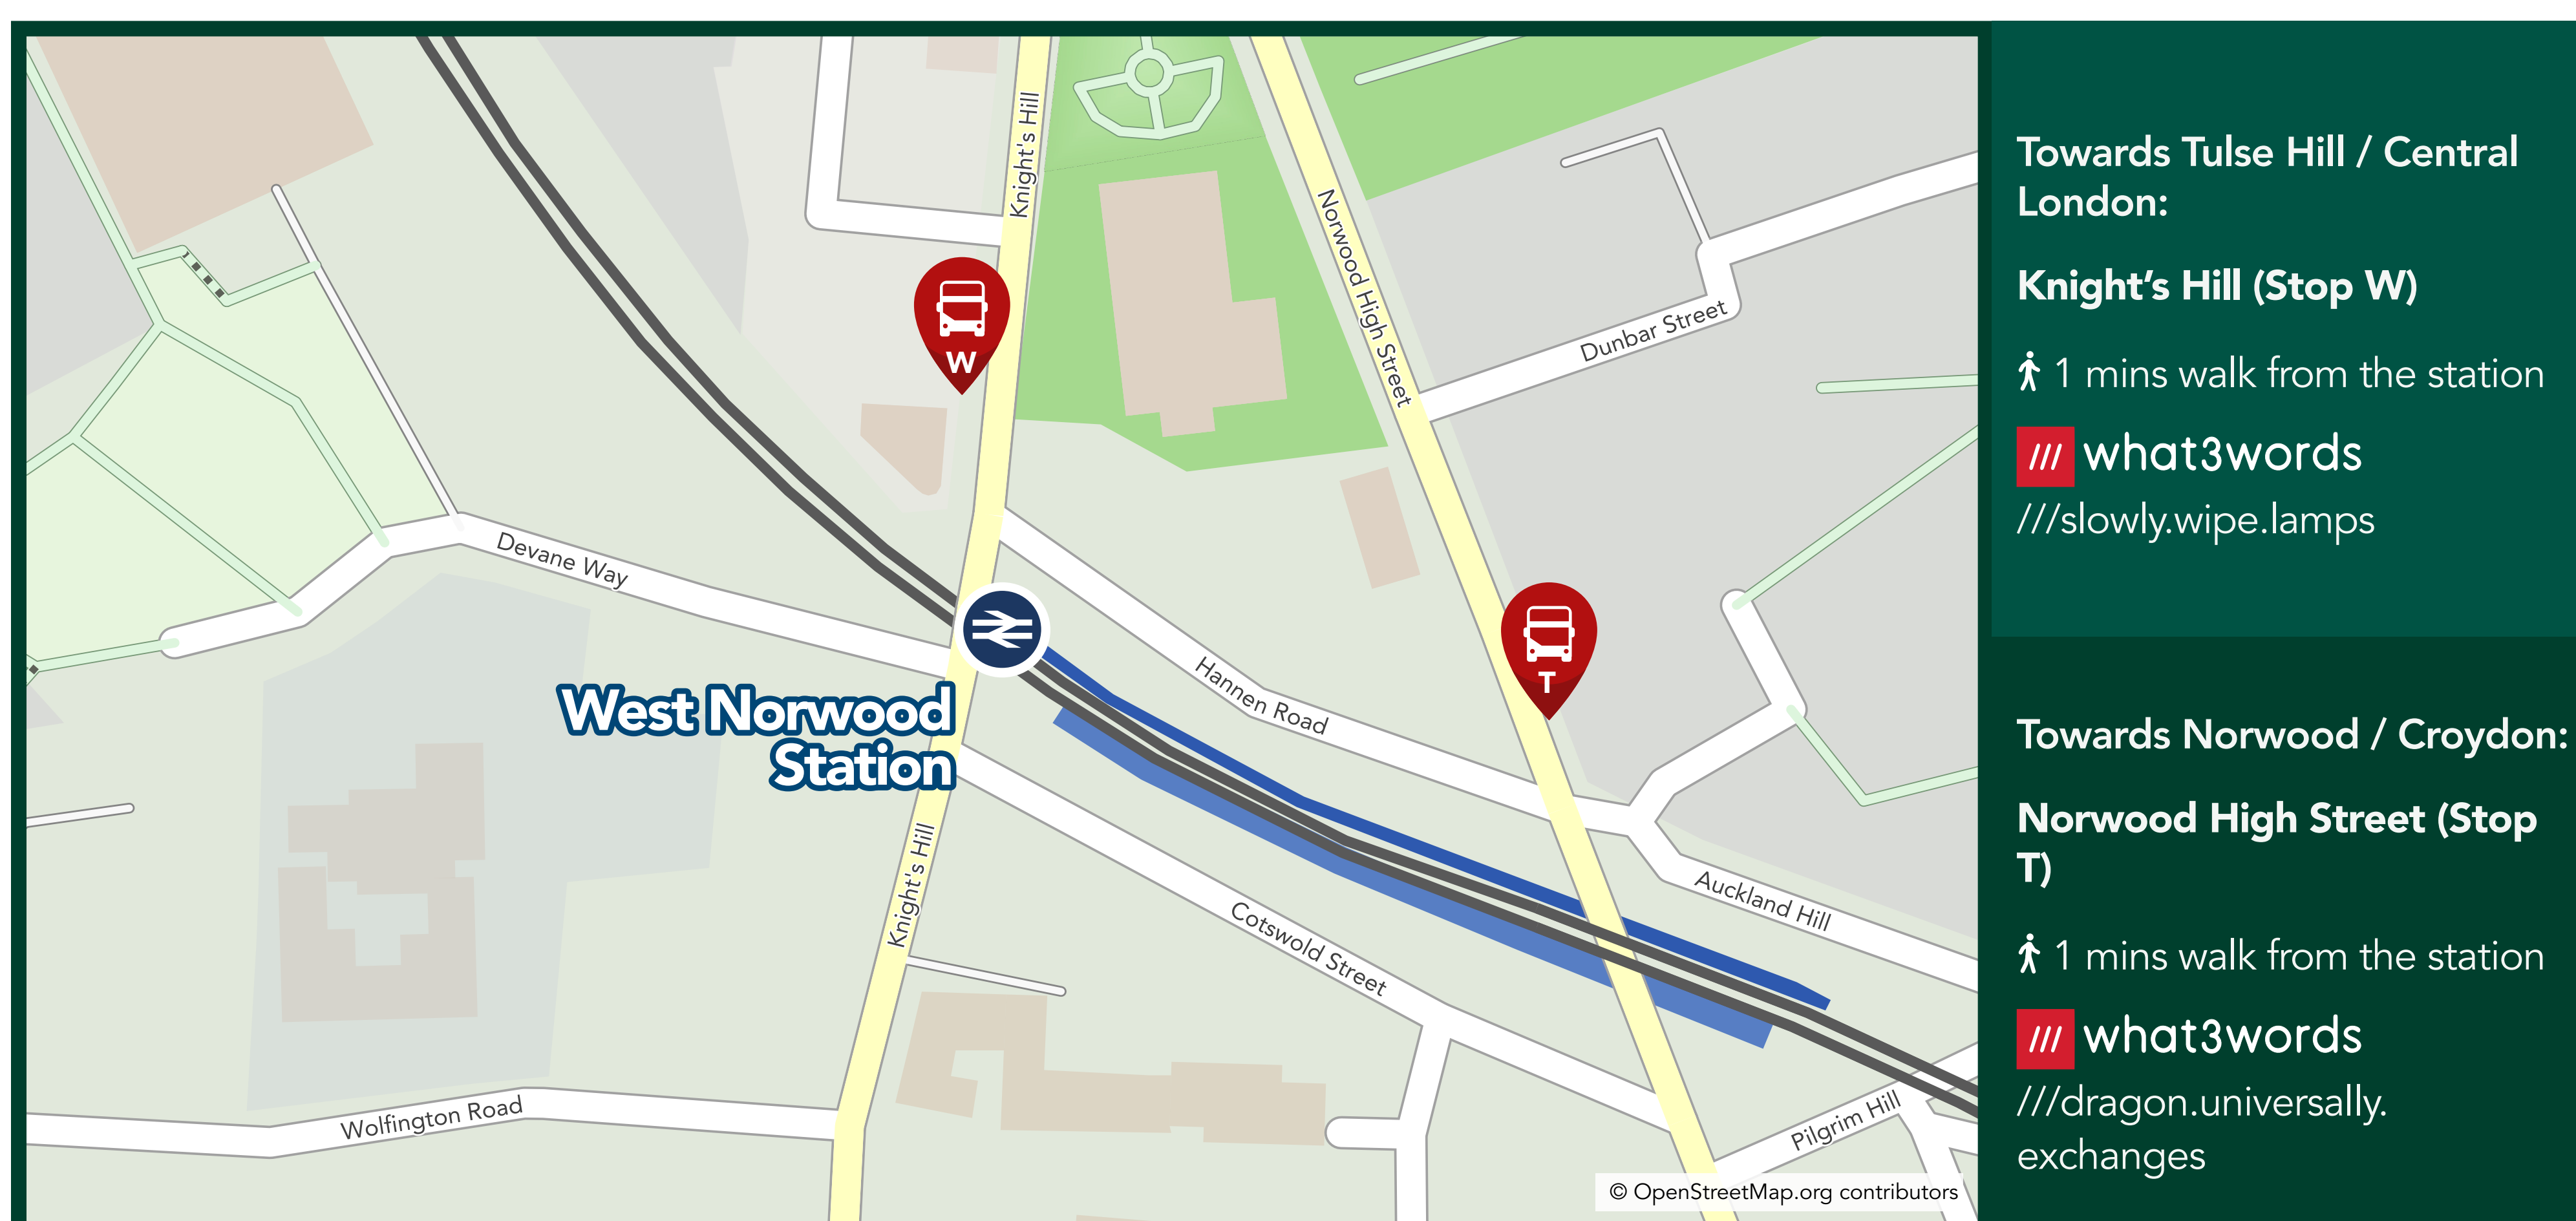 Knight's Hill
Norwood High Street
Dunbar Street
W
Devane Way
T
Hannen Road
West Norwood
Station
Knight's Hill
Auckland Hill
Cotswold Street
Wolfington Road
Pilgrim Hill
© OpenStreetMap.org contributors
Towards Tulse Hill / Central
London:
Knight’s Hill (Stop W)
1 mins walk from the station
/// what3words
///slowly.wipe.lamps
Towards Norwood / Croydon:
Norwood High Street (Stop
T)
1 mins walk from the station
/// what3words
///dragon.universally.
exchanges